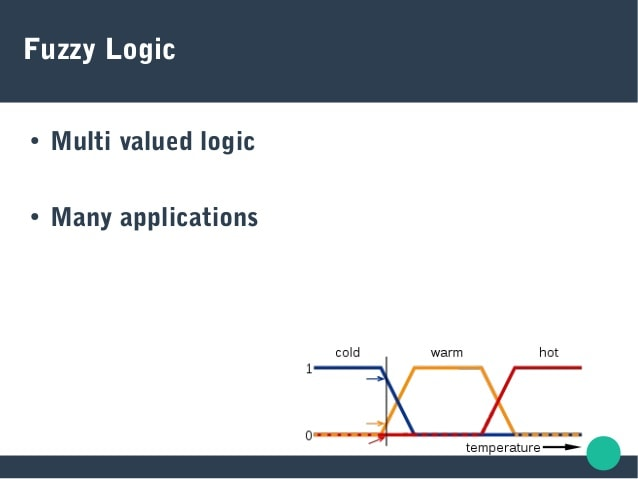 Fuzzy Logic
• Multi valued logic
• Many applications
cold warm hot
1
0
temperature